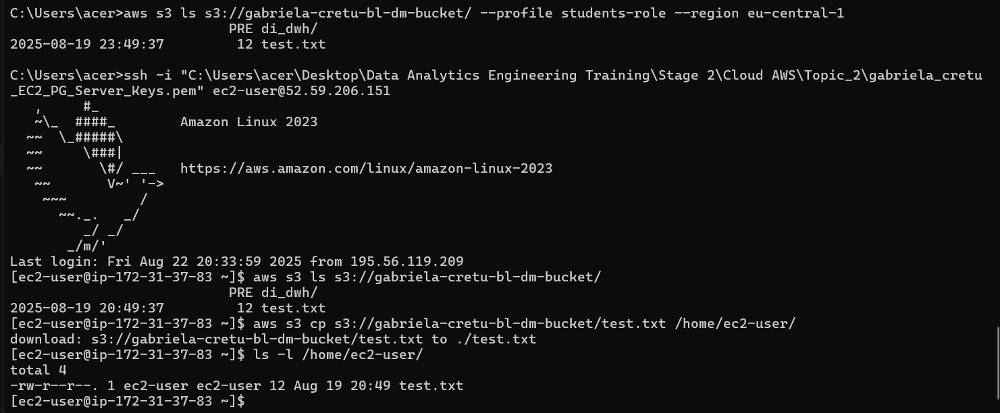 C:\Users\acer>aws s3 ls s3://gabriela-cretu-bl-dm-bucket/ --profile students-role --region eu-central-1
                           PRE di_dwh/
2025-08-19 23:49:37         12 test.txt

C:\Users\acer>ssh -i "C:\Users\acer\Desktop\Data Analytics Engineering Training\Stage 2\Cloud AWS\Topic_2\gabriela_cretu
_EC2_PG_Server_Keys.pem" ec2-user@52.59.206.151
   ,     #_
   ~\_  ####_        Amazon Linux 2023
  ~~  \_#####\
  ~~     \###|
  ~~       \#/ ___   https://aws.amazon.com/linux/amazon-linux-2023
   ~~       V~' '->
    ~~~         /
      ~~._.   _/
         _/ _/
       _/m/'
Last login: Fri Aug 22 20:33:59 2025 from 195.56.119.209
[ec2-user@ip-172-31-37-83 ~]$ aws s3 ls s3://gabriela-cretu-bl-dm-bucket/
                           PRE di_dwh/
2025-08-19 20:49:37         12 test.txt
[ec2-user@ip-172-31-37-83 ~]$ aws s3 cp s3://gabriela-cretu-bl-dm-bucket/test.txt /home/ec2-user/
download: s3://gabriela-cretu-bl-dm-bucket/test.txt to ./test.txt
[ec2-user@ip-172-31-37-83 ~]$ ls -l /home/ec2-user/
total 4
-rw-r--r--. 1 ec2-user ec2-user 12 Aug 19 20:49 test.txt
[ec2-user@ip-172-31-37-83 ~]$